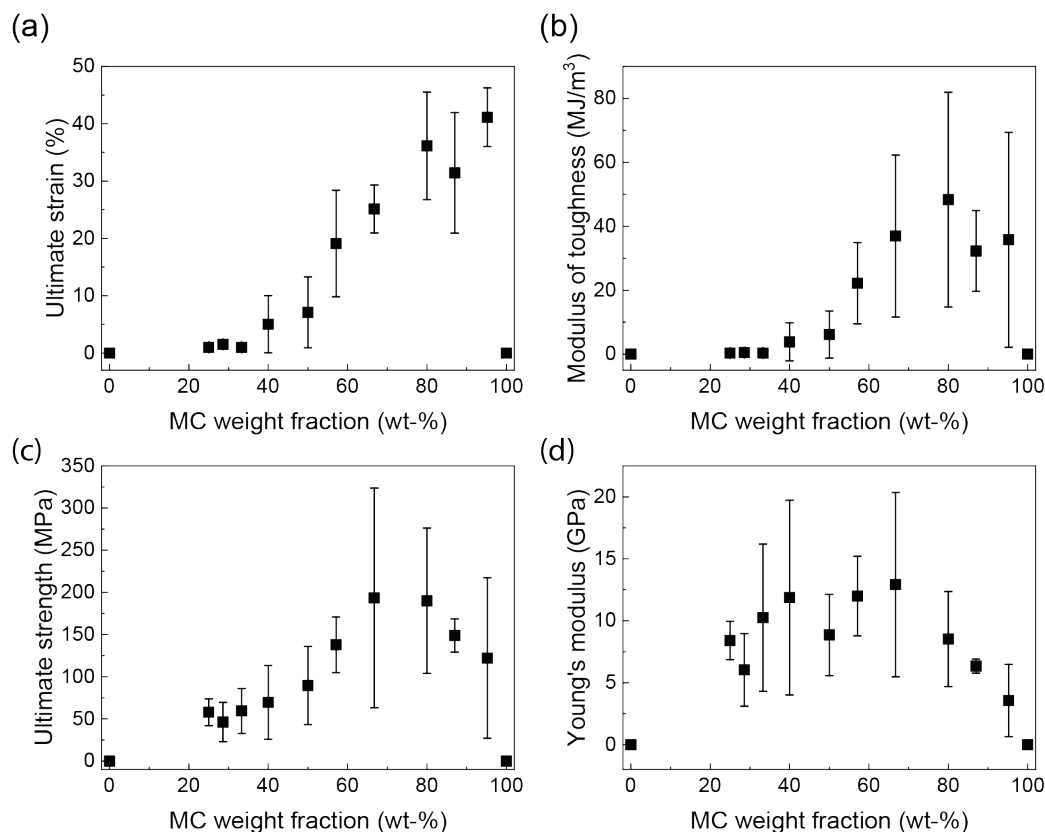 (a)
Ultimate strain (%)
50
40
30
20
10
0
0 20 40 60 80 100
MC weight fraction (wt-%)
(b)
Modulus of toughness (MJ/m³)
80
60
40
20
0
0 20 40 60 80 100
MC weight fraction (wt-%)
(c)
Ultimate strength (MPa)
350
300
250
200
150
100
50
0
0 20 40 60 80 100
MC weight fraction (wt-%)
(d)
Young's modulus (GPa)
20
15
10
5
0
0 20 40 60 80 100
MC weight fraction (wt-%)